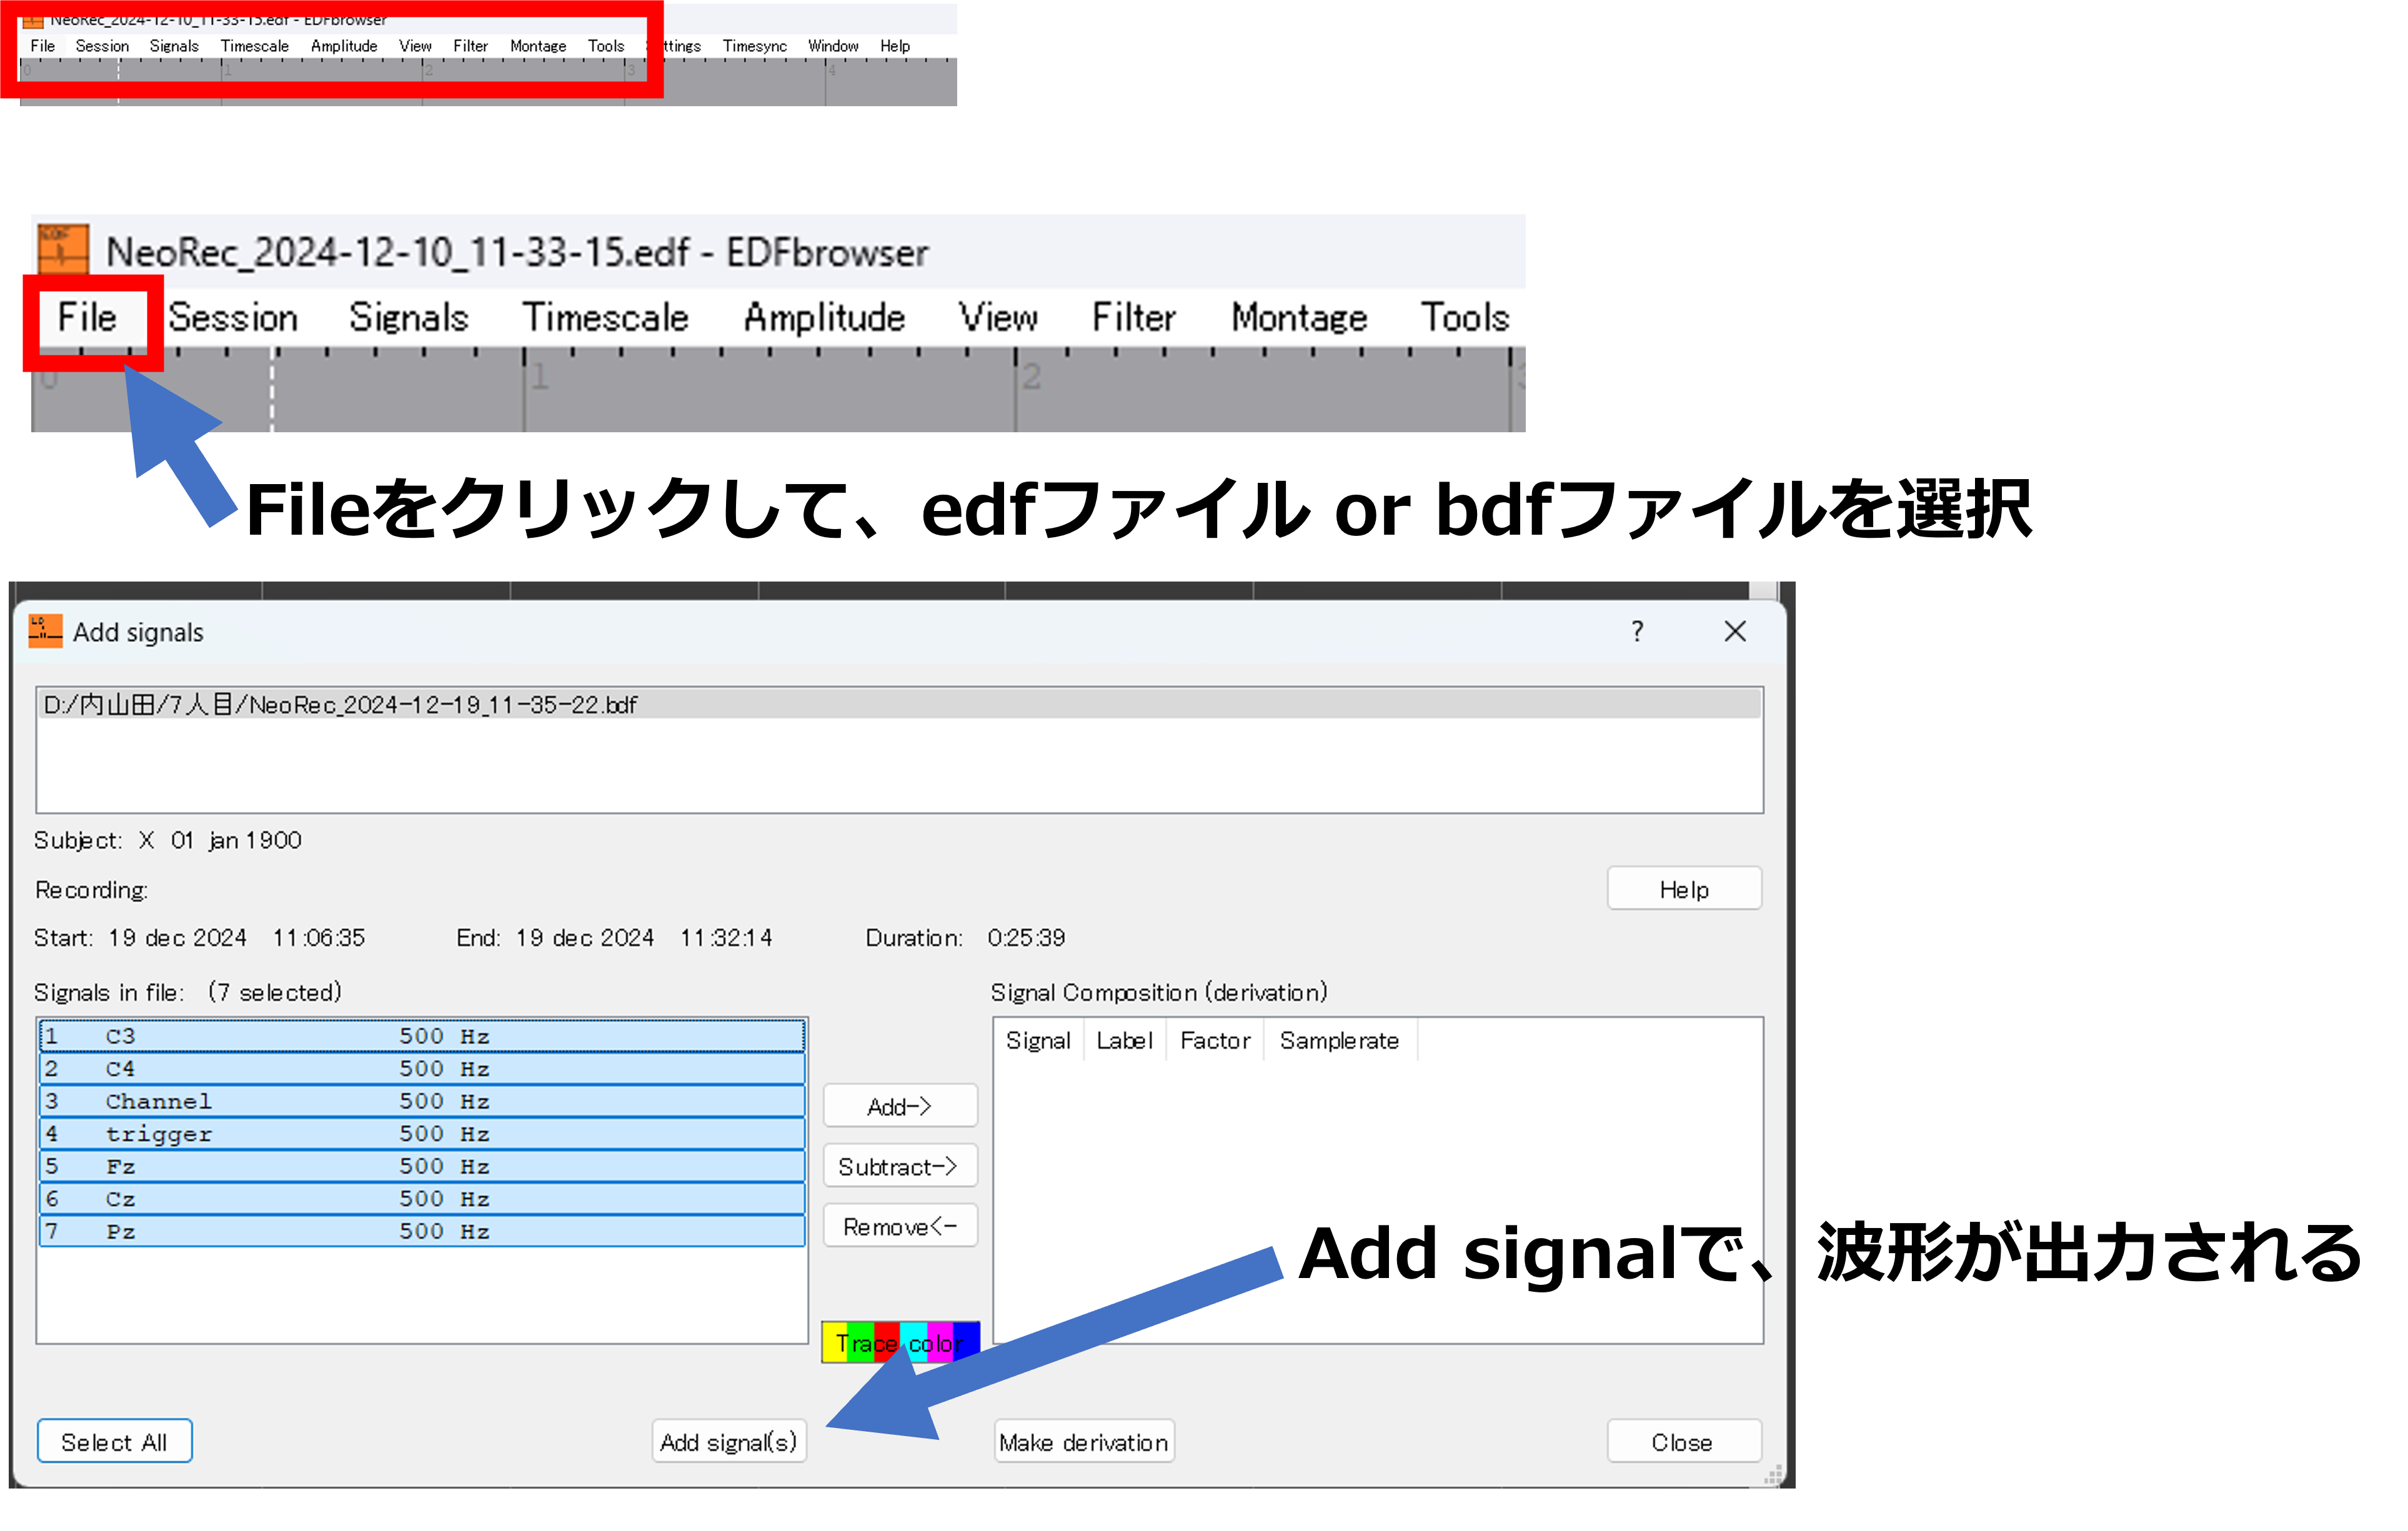 NeoRec_2024-12-10_11-33-15.edf - EDFbrowser
File Session Signals Timescale Amplitude View Filter Montage Tools ttings Timesync Window Help
0 1 2 3 4
NeoRec_2024-12-10_11-33-15.edf - EDFbrowser
File Session Signals Timescale Amplitude View Filter Montage Tools
0 1 2 3
Fileをクリックして、edfファイル or bdfファイルを選択
Add signals ?
D:/内山田/7人目/NeoRec_2024-12-19_11-35-22.bdf
Subject: X 01 jan 1900
Recording:
Help
Start: 19 dec 2024 11:06:35 End: 19 dec 2024 11:32:14 Duration: 0:25:39
Signals in file: (7 selected)
Signal Composition (derivation)
1 C3 500 Hz
2 C4 500 Hz
3 Channel 500 Hz
4 trigger 500 Hz
5 Fz 500 Hz
6 Cz 500 Hz
7 Pz 500 Hz
Add->
Subtract->
Remove<-
Trace color
Signal Label Factor Samplerate
Add signalで、波形が出力される
Select All Add signal(s) Make derivation Close